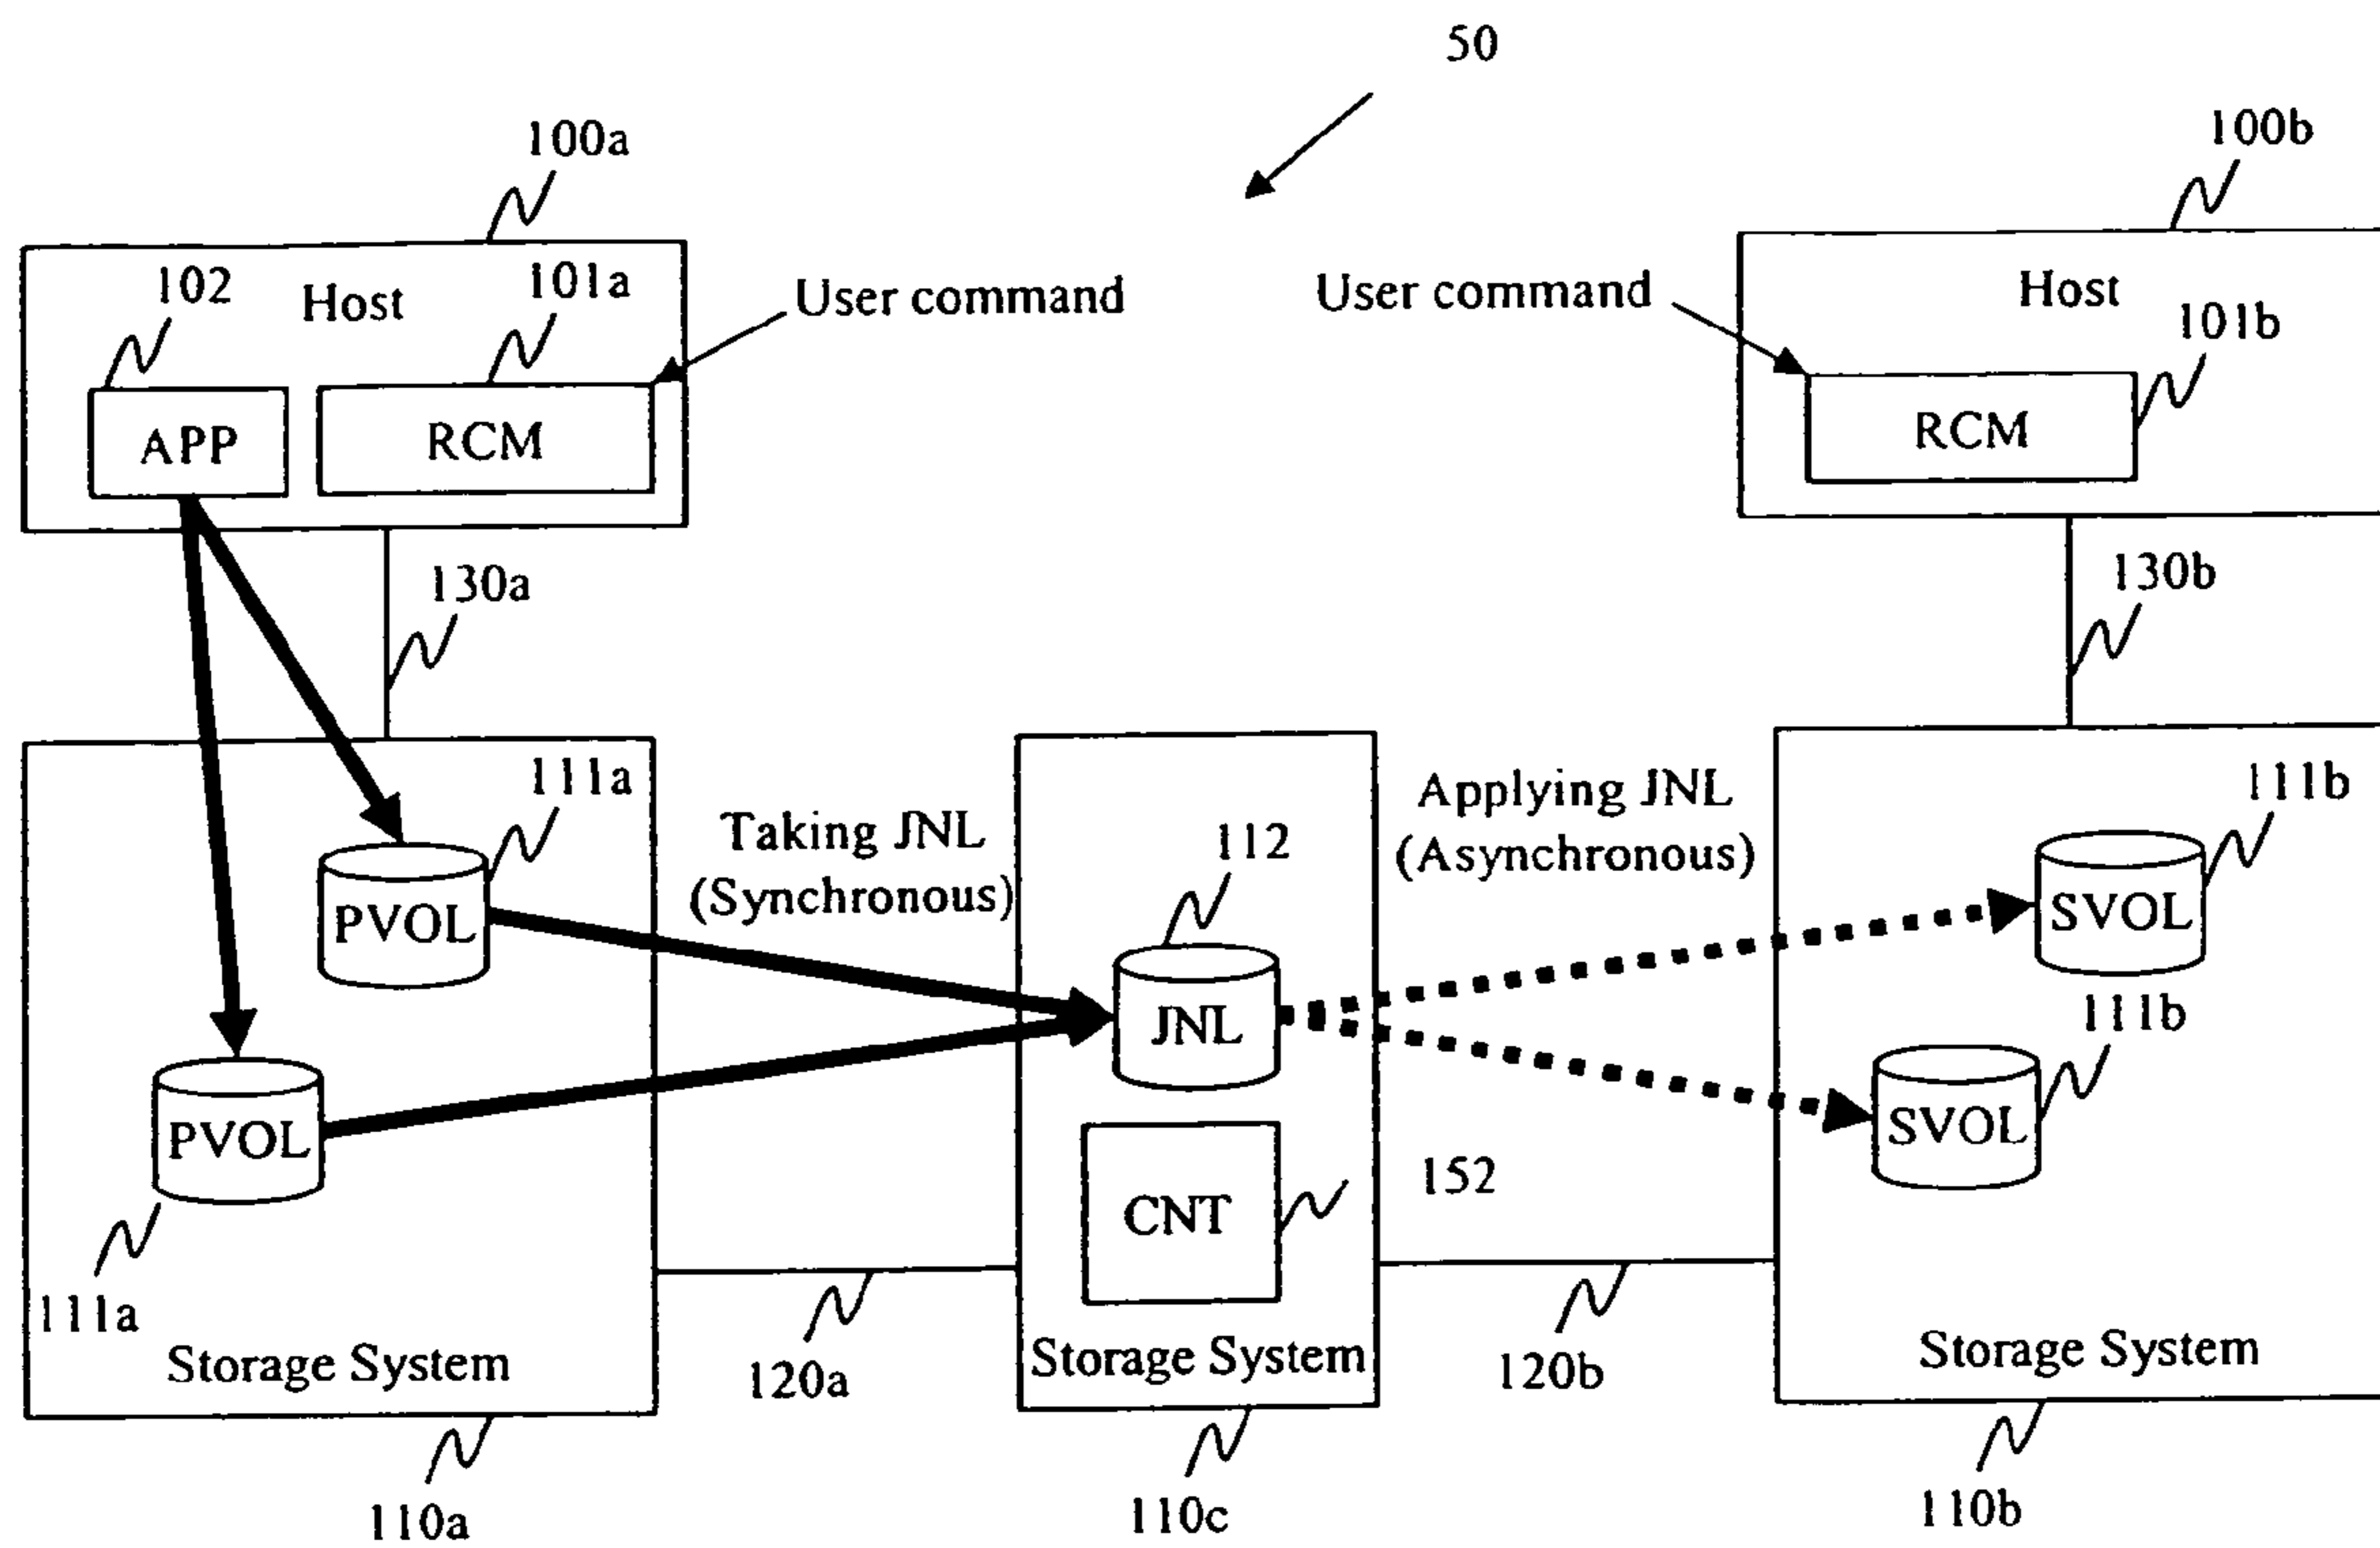 50
100a
100b
102
Host
101a
User command
User command
Host
101b
APP
RCM
RCM
130a
130b
111a
Taking JNL
(Synchronous)
112
Applying JNL
(Asynchronous)
111b
PVOL
SVOL
JNL
111b
PVOL
SVOL
CNT
152
111a
Storage System
120a
Storage System
120b
Storage System
110a
110c
110b